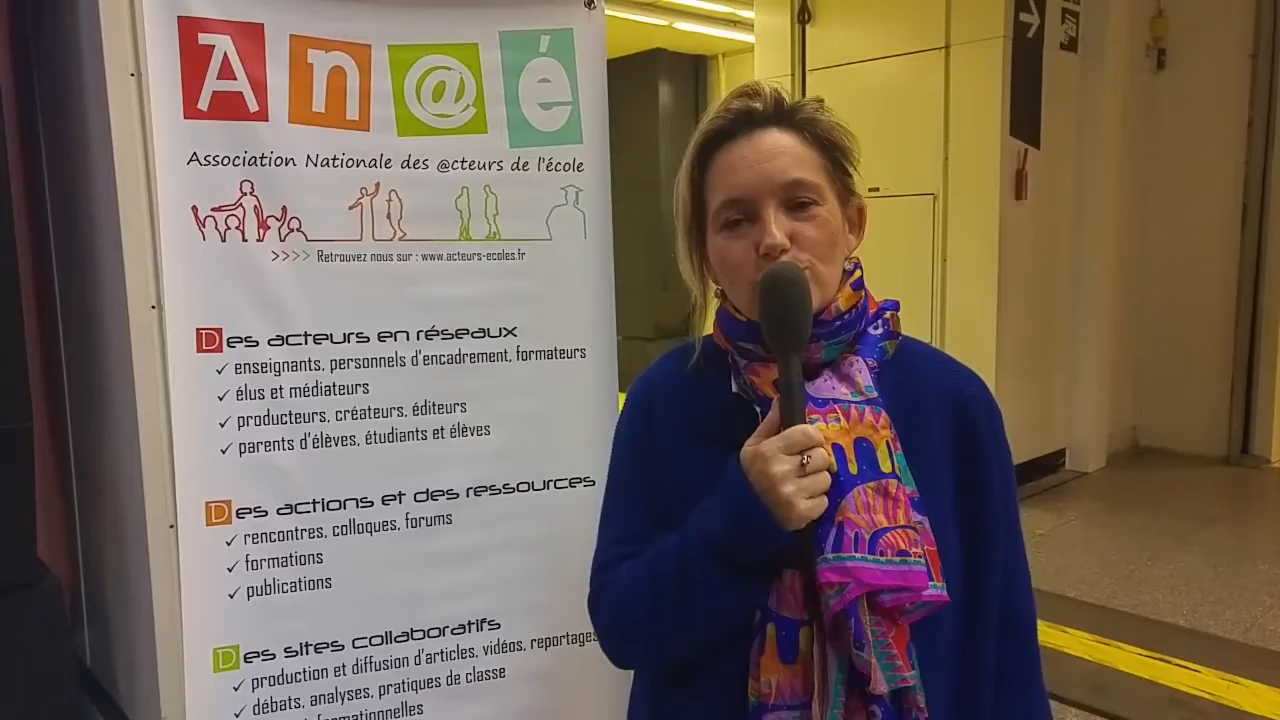 An@é
Association Nationale des @cteurs de l'école
>>>> Retrouvez nous sur : www.acteurs-ecoles.fr
Des acteurs en réseaux
✓ enseignants, personnels d'encadrement, formateurs
✓ élus et médiateurs
✓ producteurs, créateurs, éditeurs
✓ parents d'élèves, étudiants et élèves
Des actions et des ressources
✓ rencontres, colloques, forums
✓ formations
✓ publications
Des sites collaboratifs
✓ production et diffusion d'articles, vidéos, reportages
✓ débats, analyses, pratiques de classe